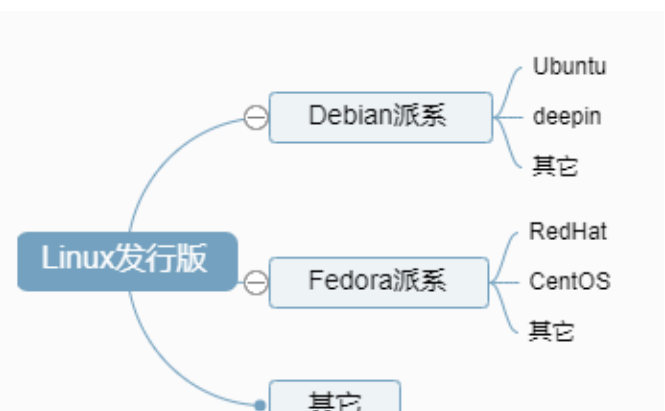 Linux发行版
Debian派系
Ubuntu
deepin
其它
Fedora派系
RedHat
CentOS
其它
其它